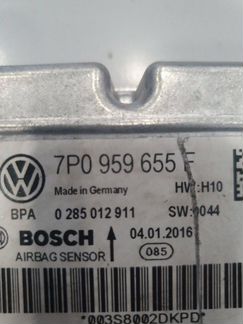 7P0 959 655 F
Made in Germany HW:H10
BPA 0 285 012 911 SW:0044
BOSCH 04.01.2016
AIRBAG SENSOR 085
*003S8002DKPD*